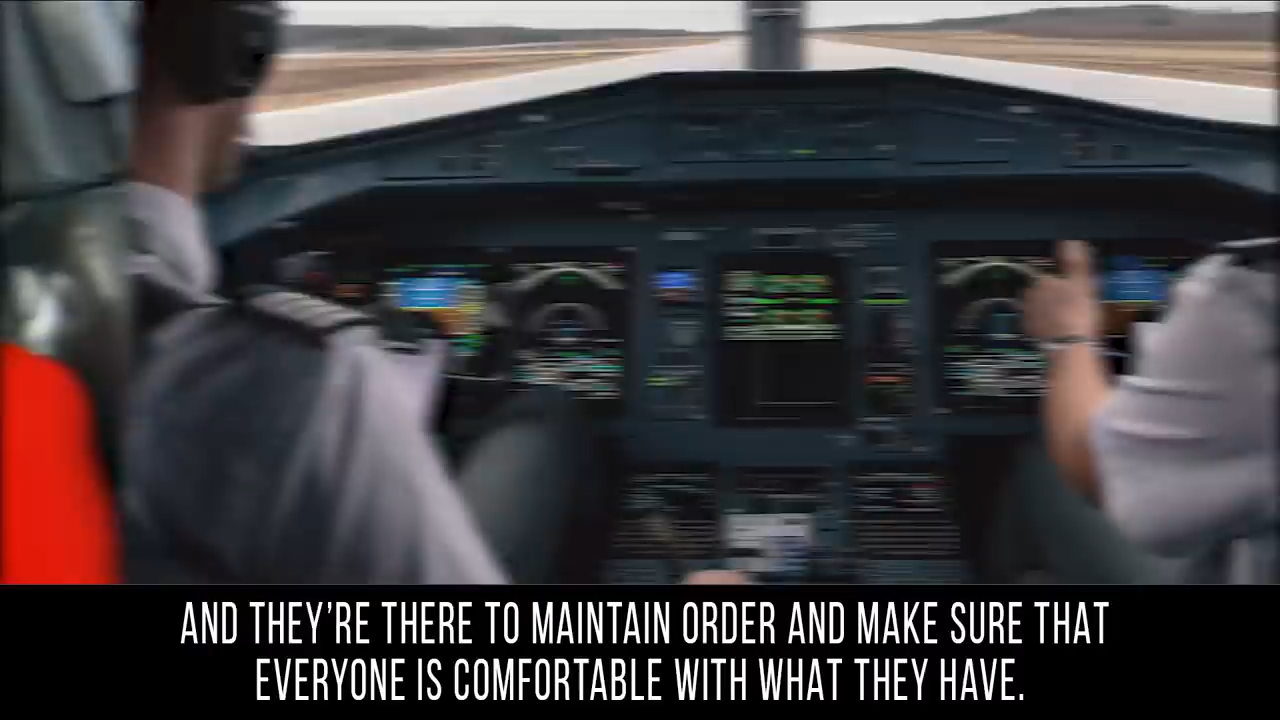 AND THEY’RE THERE TO MAINTAIN ORDER AND MAKE SURE THAT
EVERYONE IS COMFORTABLE WITH WHAT THEY HAVE.